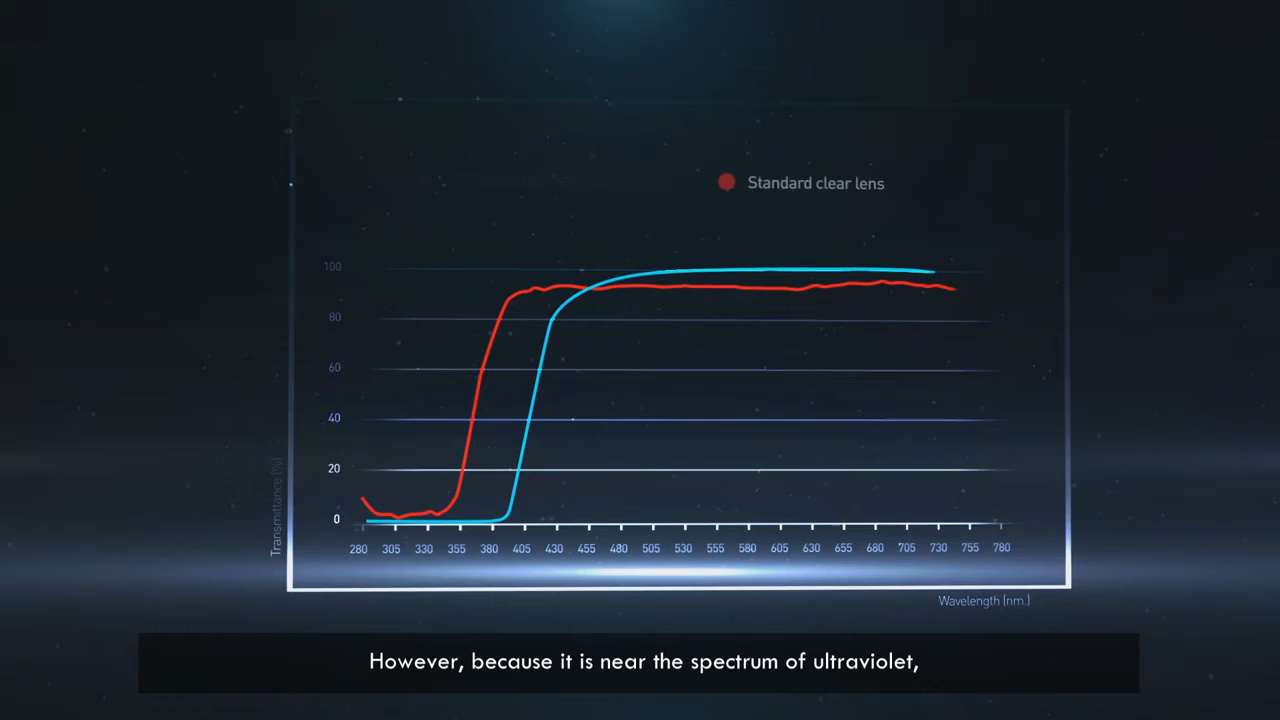 Standard clear lens
100
80
60
40
20
0
Transmittance (%)
280 305 330 355 380 405 430 455 480 505 530 555 580 605 630 655 680 705 730 755 780
Wavelength (nm.)
However, because it is near the spectrum of ultraviolet,